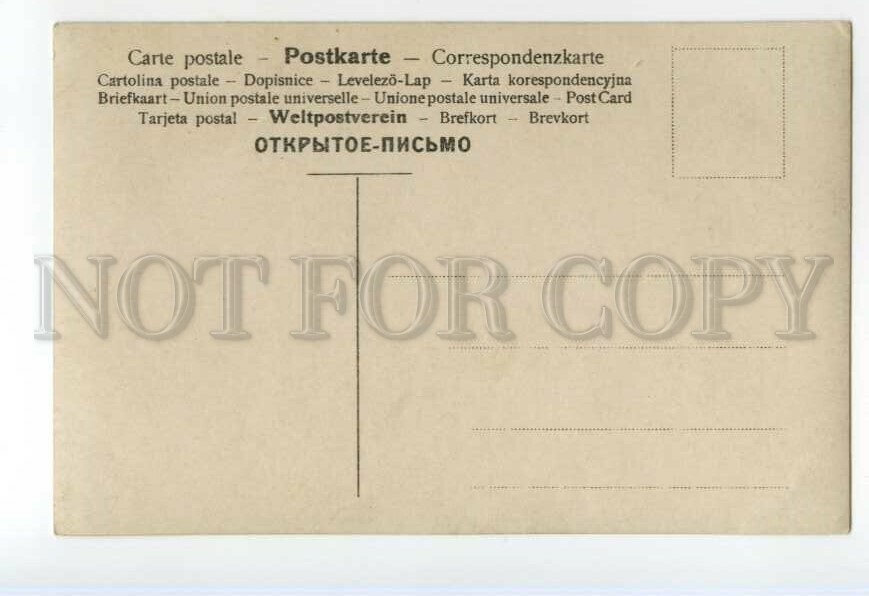 Carte postale – Postkarte – Correspondenzkarte
Cartolina postale – Dopisnice – Levelező-Lap – Karta korespondencyjna
Briefkaart – Union postale universelle – Unione postale universale – Post Card
Tarjeta postal – Weltpostverein – Brefkort – Brevkort
ОТКРЫТОЕ-ПИСЬМО
NOT FOR COPY